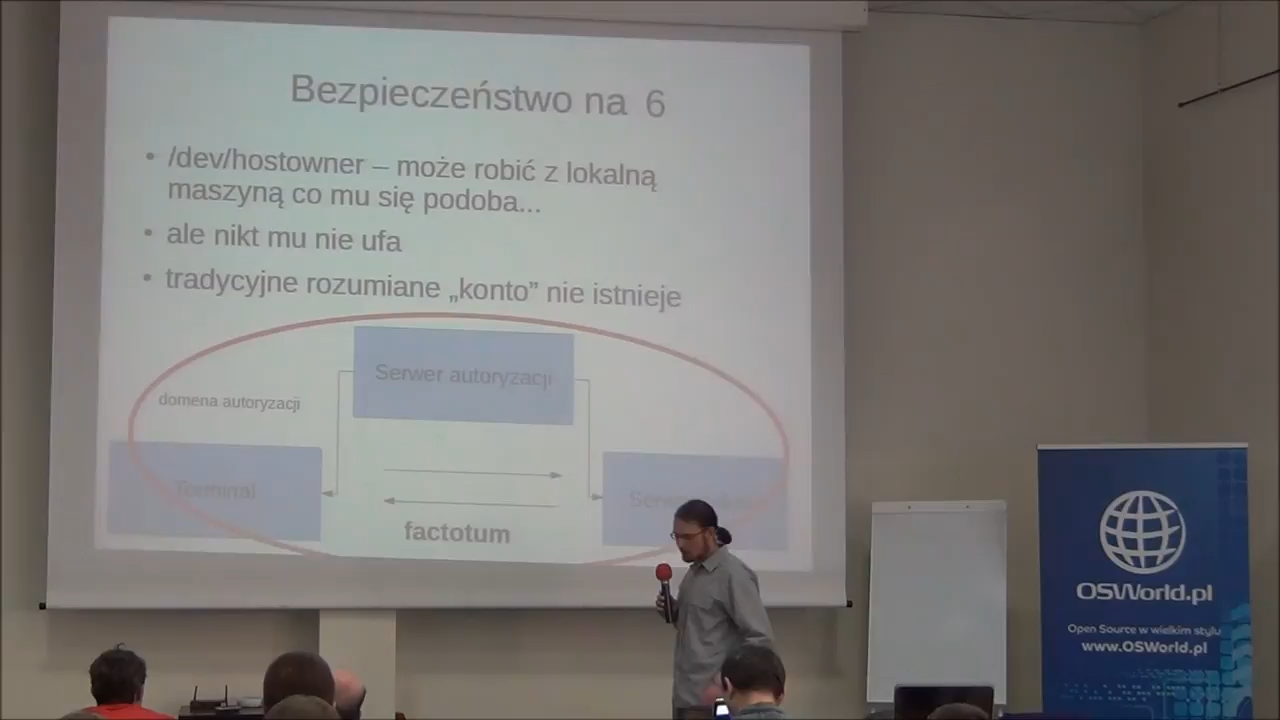 Bezpieczeństwo na 6
• /dev/hostowner – może robić z lokalną
maszyną co mu się podoba...
• ale nikt mu nie ufa
• tradycyjne rozumiane „konto” nie istnieje
Serwer autoryzacji
domena autoryzacji
factotum
OSWorld.pl
Open Source w wielkim stylu
www.OSWorld.pl